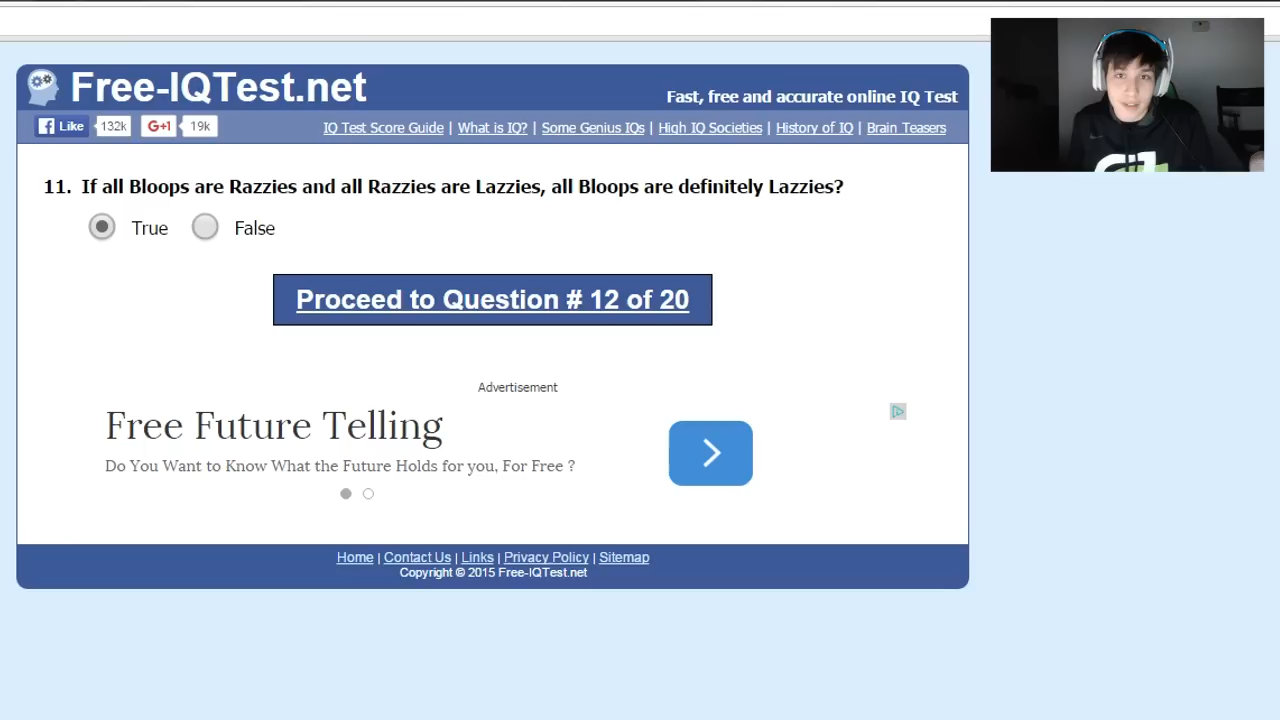 Free-IQTest.net
Fast, free and accurate online IQ Test
Like 132k G+1 19k
IQ Test Score Guide | What is IQ? | Some Genius IQs | High IQ Societies | History of IQ | Brain Teasers
11. If all Bloops are Razzies and all Razzies are Lazzies, all Bloops are definitely Lazzies?
True False
Proceed to Question # 12 of 20
Advertisement
Free Future Telling
Do You Want to Know What the Future Holds for you, For Free ?
Home | Contact Us | Links | Privacy Policy | Sitemap
Copyright © 2015 Free-IQTest.net